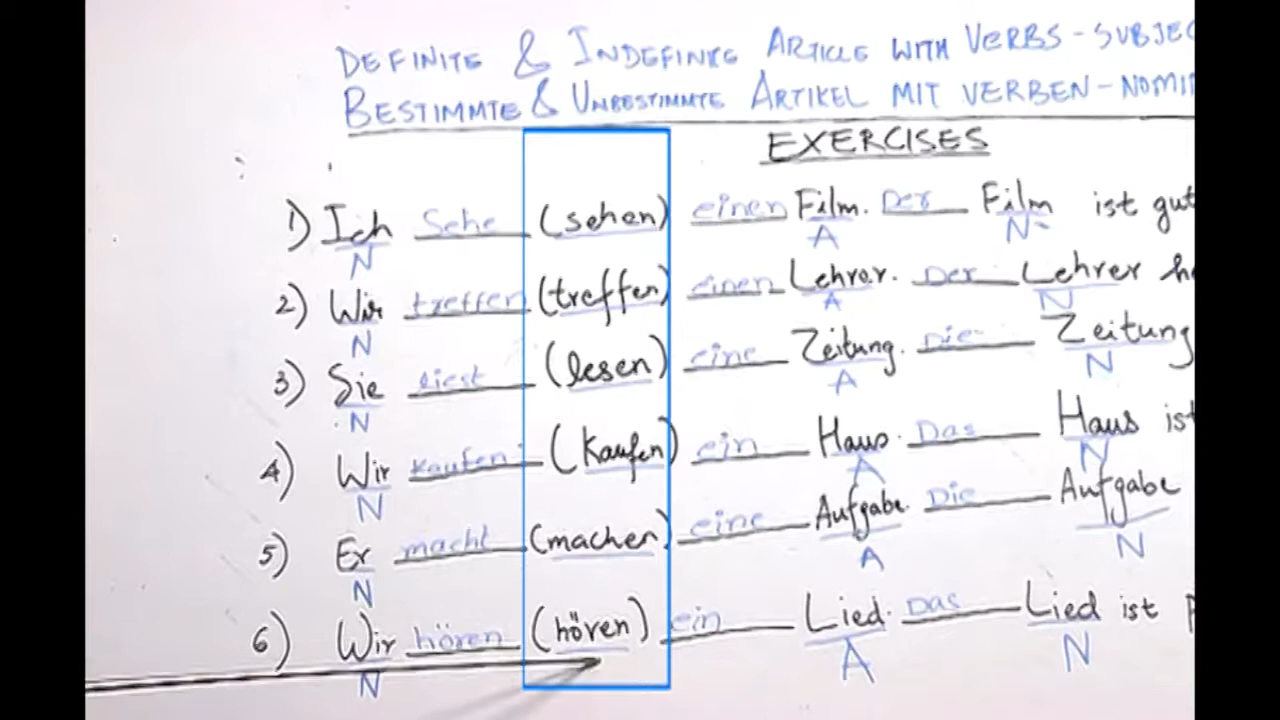 DEFINITE & INDEFINITE ARTICLE WITH VERBS-SUBJEC
BESTIMMTE & UNBESTIMMTE ARTIKEL MIT VERBEN-NOMI
EXERCISES
1) Ich sehe (sehen) einen Film. Der Film ist gut
N A N
2) Wir treffen (treffen) einen Lehrer. Der Lehrer h
N A N
3) Sie liest (lesen) eine Zeitung. Die Zeitung
N A N
4) Wir kaufen (kaufen) ein Haus. Das Haus ist
N A N
5) Er macht (machen) eine Aufgabe. Die Aufgabe
N A N
6) Wir hören (hören) ein Lied. Das Lied ist
N A N